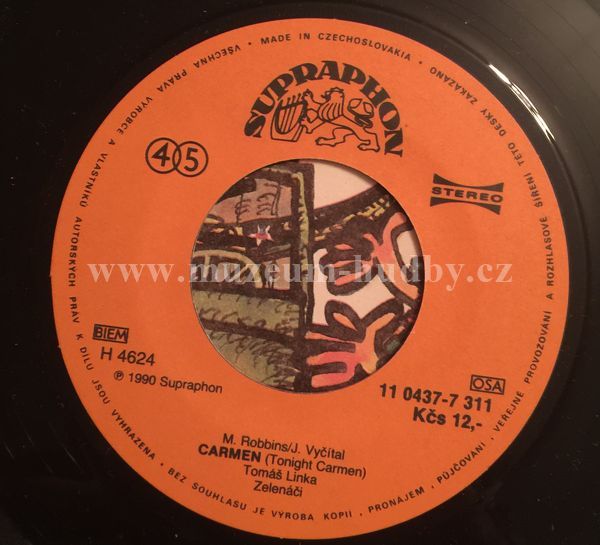 VŠECHNA PRÁVA VÝROBCE A VLASTNÍKŮ AUTORSKÝCH PRÁV K DÍLU JSOU VYHRAZENA • BEZ SOUHLASU JE VÝROBA KOPIÍ, PRONÁJEM, PŮJČOVÁNÍ, VEŘEJNÉ PROVOZOVÁNÍ A ROZHLASOVÉ ŠÍŘENÍ TÉTO DESKY ZAKÁZÁNO • MADE IN CZECHOSLOVAKIA •
SUPRAPHON
45
STEREO
www.muzeum-hudby.cz
BIEM
H 4624
℗ 1990 Supraphon
OSA
11 0437-7 311
Kčs 12,-
M. Robbins/J. Vyčítal
CARMEN (Tonight Carmen)
Tomáš Linka
Zelenáči